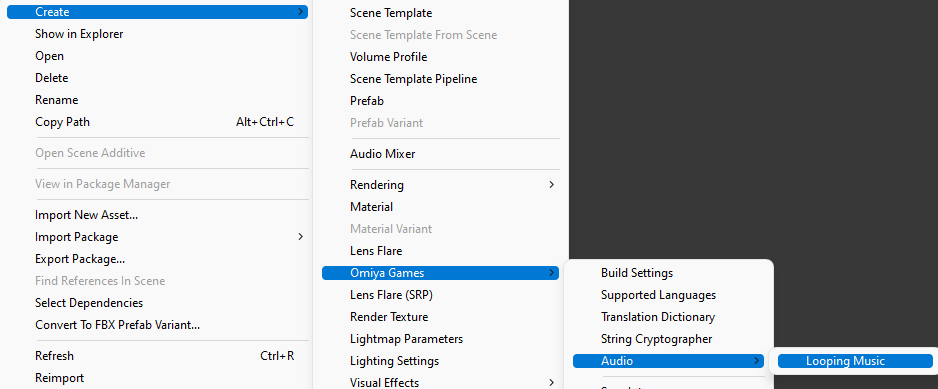 Create
Show in Explorer
Open
Delete
Rename
Copy Path Alt+Ctrl+C
Open Scene Additive
View in Package Manager
Import New Asset...
Import Package
Export Package...
Find References In Scene
Select Dependencies
Convert To FBX Prefab Variant...
Refresh Ctrl+R
Reimport
Scene Template
Scene Template From Scene
Volume Profile
Scene Template Pipeline
Prefab
Prefab Variant
Audio Mixer
Rendering
Material
Material Variant
Lens Flare
Omiya Games
Lens Flare (SRP)
Render Texture
Lightmap Parameters
Lighting Settings
Visual Effects
Build Settings
Supported Languages
Translation Dictionary
String Cryptographer
Audio
Looping Music